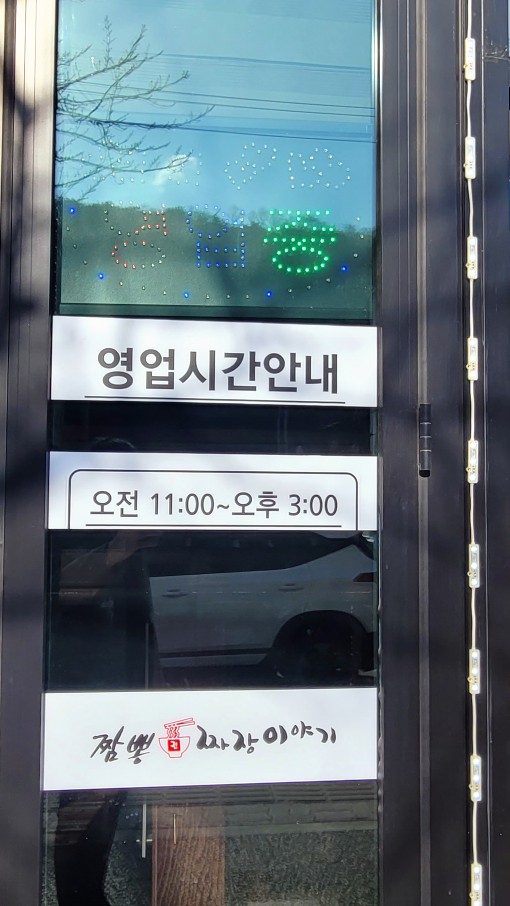 영업중
영업시간안내
오전 11:00~오후 3:00
짬뽕 리 짜장이야기